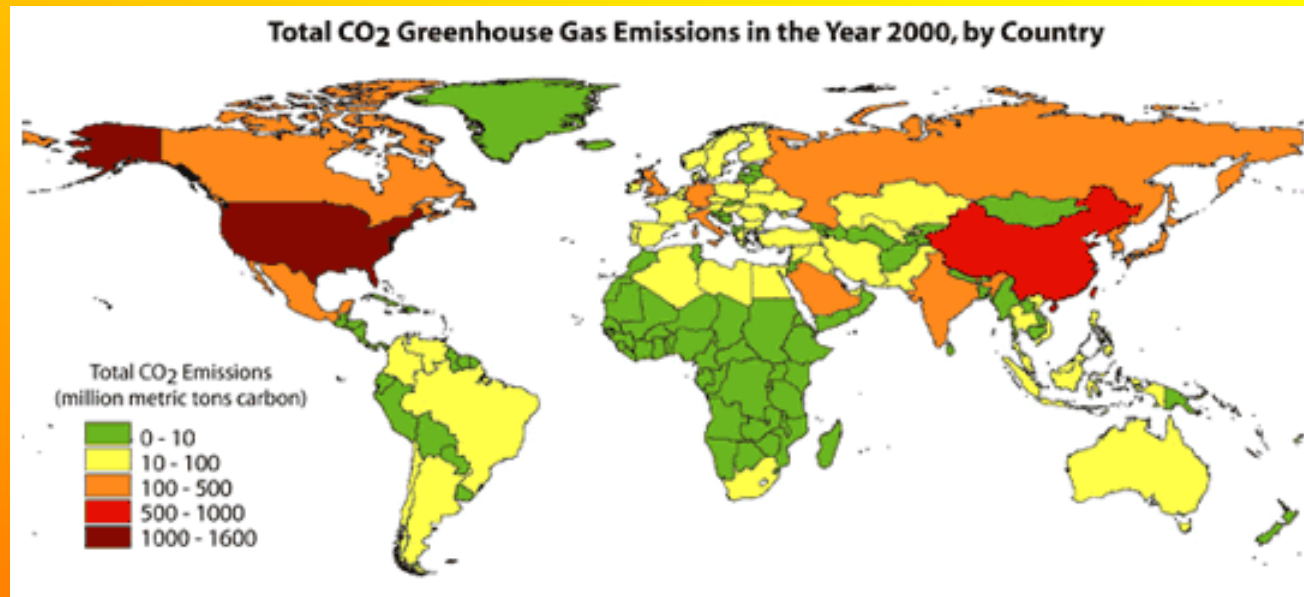 Total CO₂ Greenhouse Gas Emissions in the Year 2000, by Country
Total CO₂ Emissions
(million metric tons carbon)
0 - 10
10 - 100
100 - 500
500 - 1000
1000 - 1600